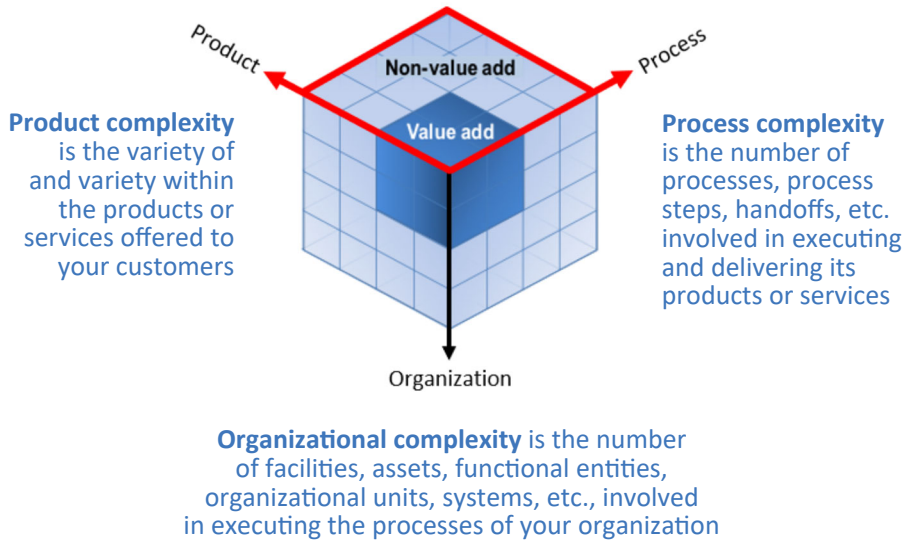 Product
Process
Non-value add
Value add
Product complexity
is the variety of
and variety within
the products or
services offered to
your customers
Process complexity
is the number of
processes, process
steps, handoffs, etc.
involved in executing
and delivering its
products or services
Organization
Organizational complexity is the number
of facilities, assets, functional entities,
organizational units, systems, etc., involved
in executing the processes of your organization